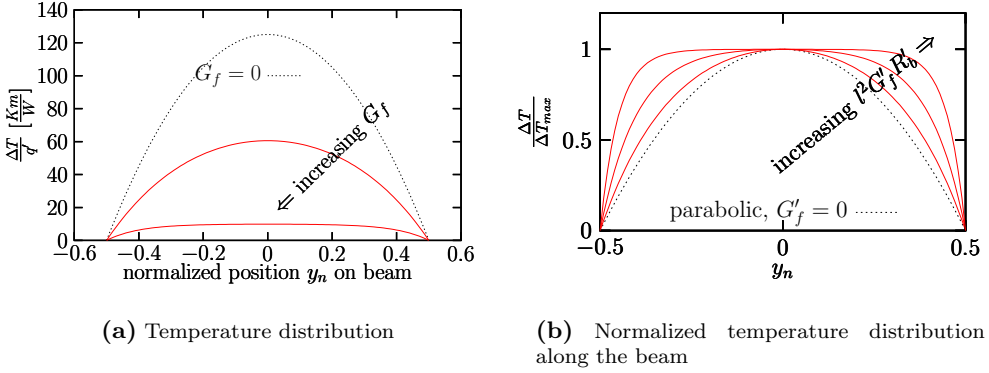 140
120
100
80
60
40
20
0
ΔT/q' [Km/W]
G_f = 0
⇐ increasing G_f
−0.6 −0.4 −0.2 0 0.2 0.4 0.6
normalized position y_n on beam
(a) Temperature distribution
1
0.5
0
ΔT/ΔT_max
increasing l²G'_f R'_b ⇒
parabolic, G'_f = 0
−0.5 0 0.5
y_n
(b) Normalized temperature distribution
along the beam